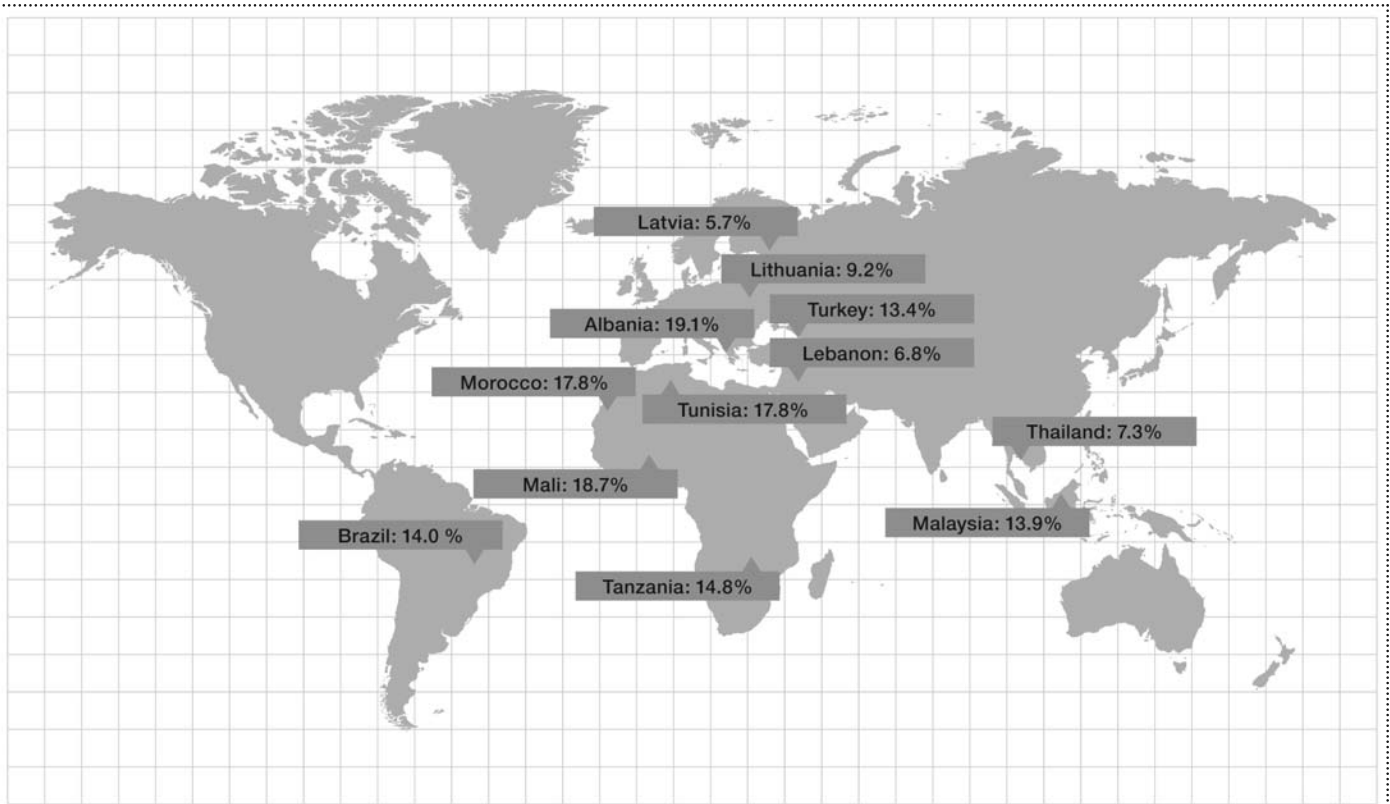 Latvia: 5.7%
Lithuania: 9.2%
Turkey: 13.4%
Albania: 19.1%
Lebanon: 6.8%
Morocco: 17.8%
Tunisia: 17.8%
Thailand: 7.3%
Mali: 18.7%
Malaysia: 13.9%
Brazil: 14.0 %
Tanzania: 14.8%